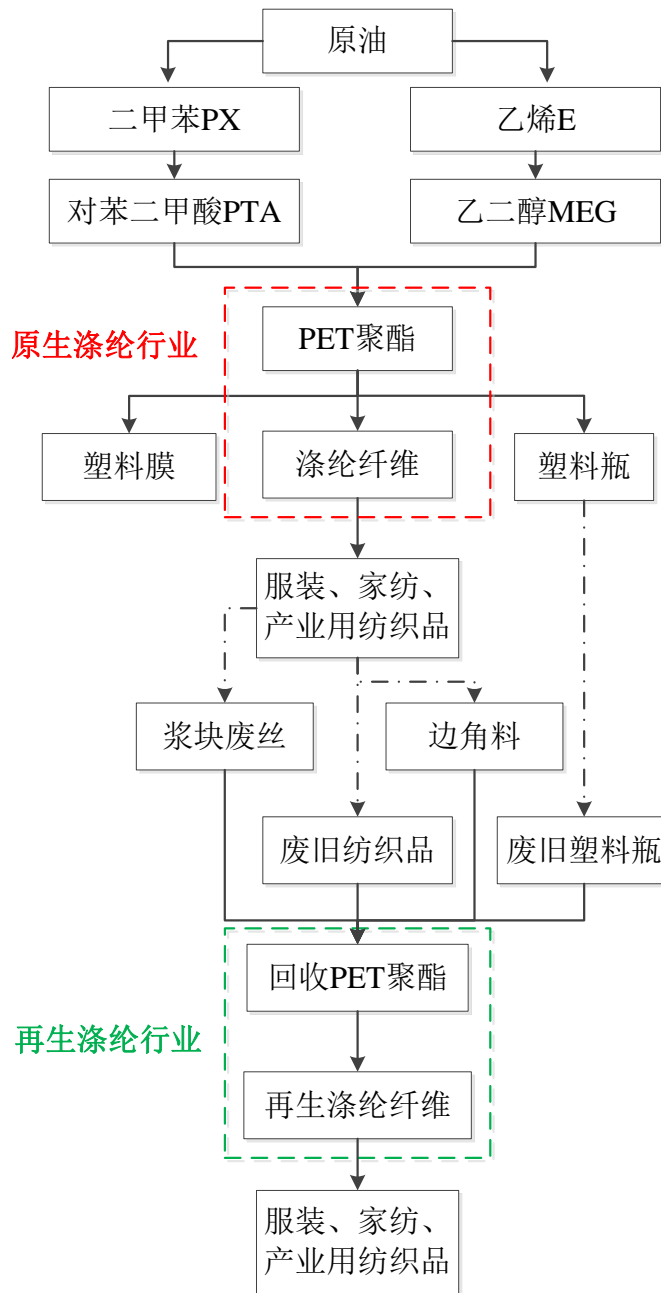 原油
二甲苯PX
乙烯E
对苯二甲酸PTA
乙二醇MEG
原生涤纶行业
PET聚酯
塑料膜
涤纶纤维
塑料瓶
服装、家纺、
产业用纺织品
浆块废丝
边角料
废旧纺织品
废旧塑料瓶
回收PET聚酯
再生涤纶行业
再生涤纶纤维
服装、家纺、
产业用纺织品